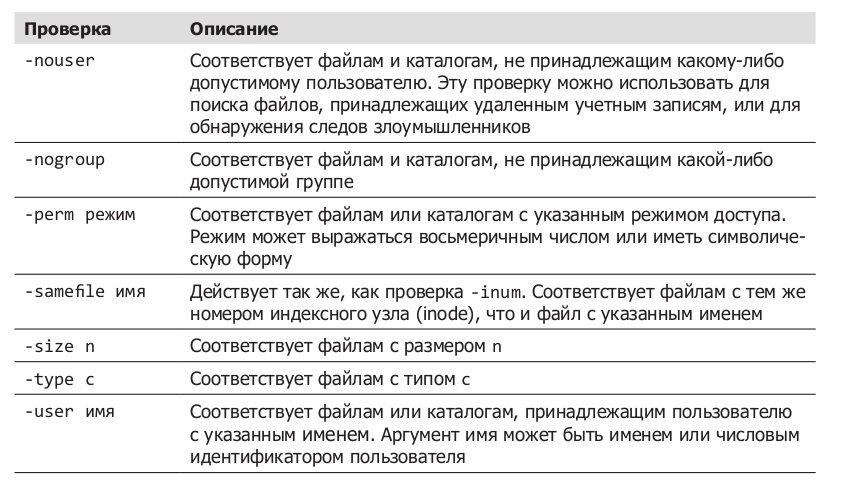 Проверка Описание
-nouser Соответствует файлам и каталогам, не принадлежащим какому-либо
допустимому пользователю. Эту проверку можно использовать для
поиска файлов, принадлежащих удаленным учетным записям, или для
обнаружения следов злоумышленников
-nogroup Соответствует файлам и каталогам, не принадлежащим какой-либо
допустимой группе
-perm режим Соответствует файлам или каталогам с указанным режимом доступа.
Режим может выражаться восьмеричным числом или иметь символиче-
скую форму
-samefile имя Действует так же, как проверка -inum. Соответствует файлам с тем же
номером индексного узла (inode), что и файл с указанным именем
-size n Соответствует файлам с размером n
-type c Соответствует файлам с типом c
-user имя Соответствует файлам или каталогам, принадлежащим пользователю
с указанным именем. Аргумент имя может быть именем или числовым
идентификатором пользователя